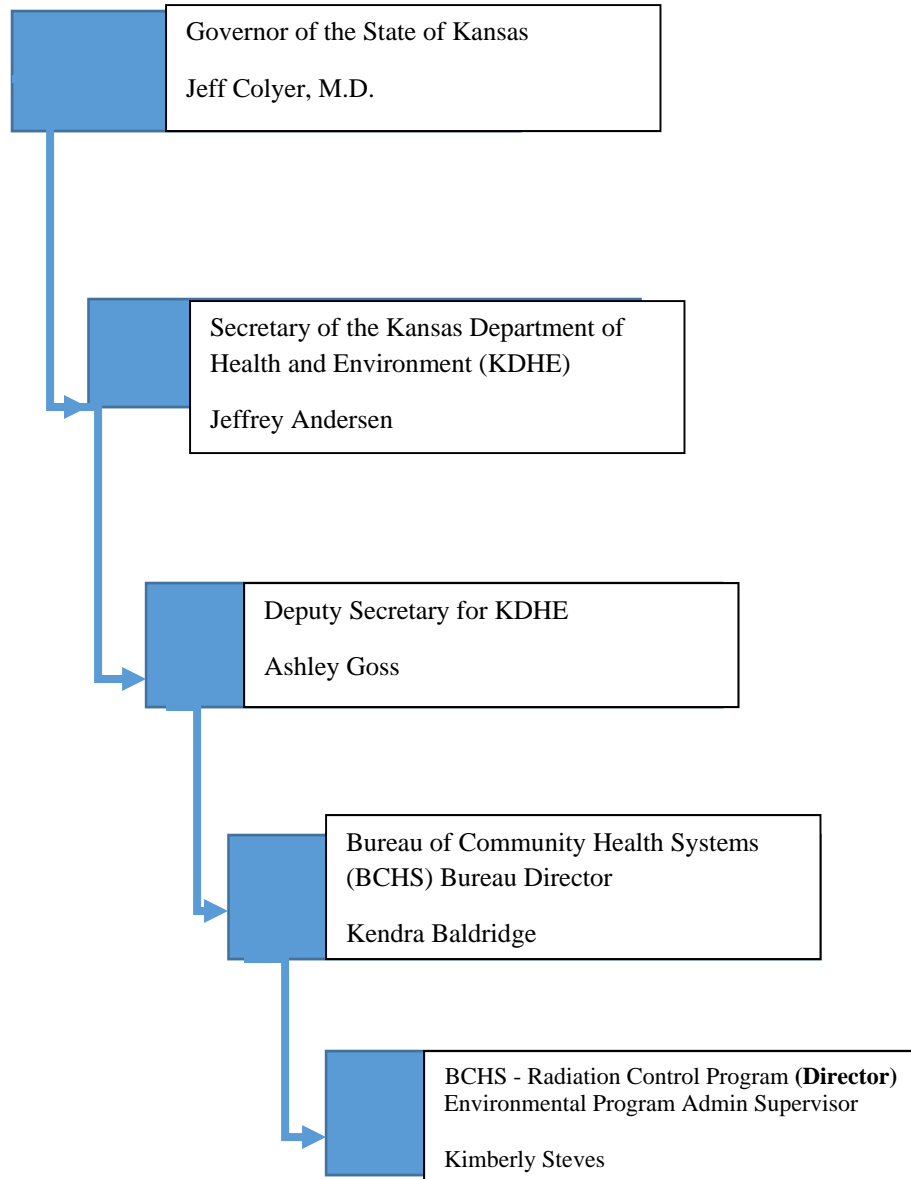 Governor of the State of Kansas
Jeff Colyer, M.D.
Secretary of the Kansas Department of
Health and Environment (KDHE)
Jeffrey Andersen
Deputy Secretary for KDHE
Ashley Goss
Bureau of Community Health Systems
(BCHS) Bureau Director
Kendra Baldridge
BCHS - Radiation Control Program (Director)
Environmental Program Admin Supervisor
Kimberly Steves